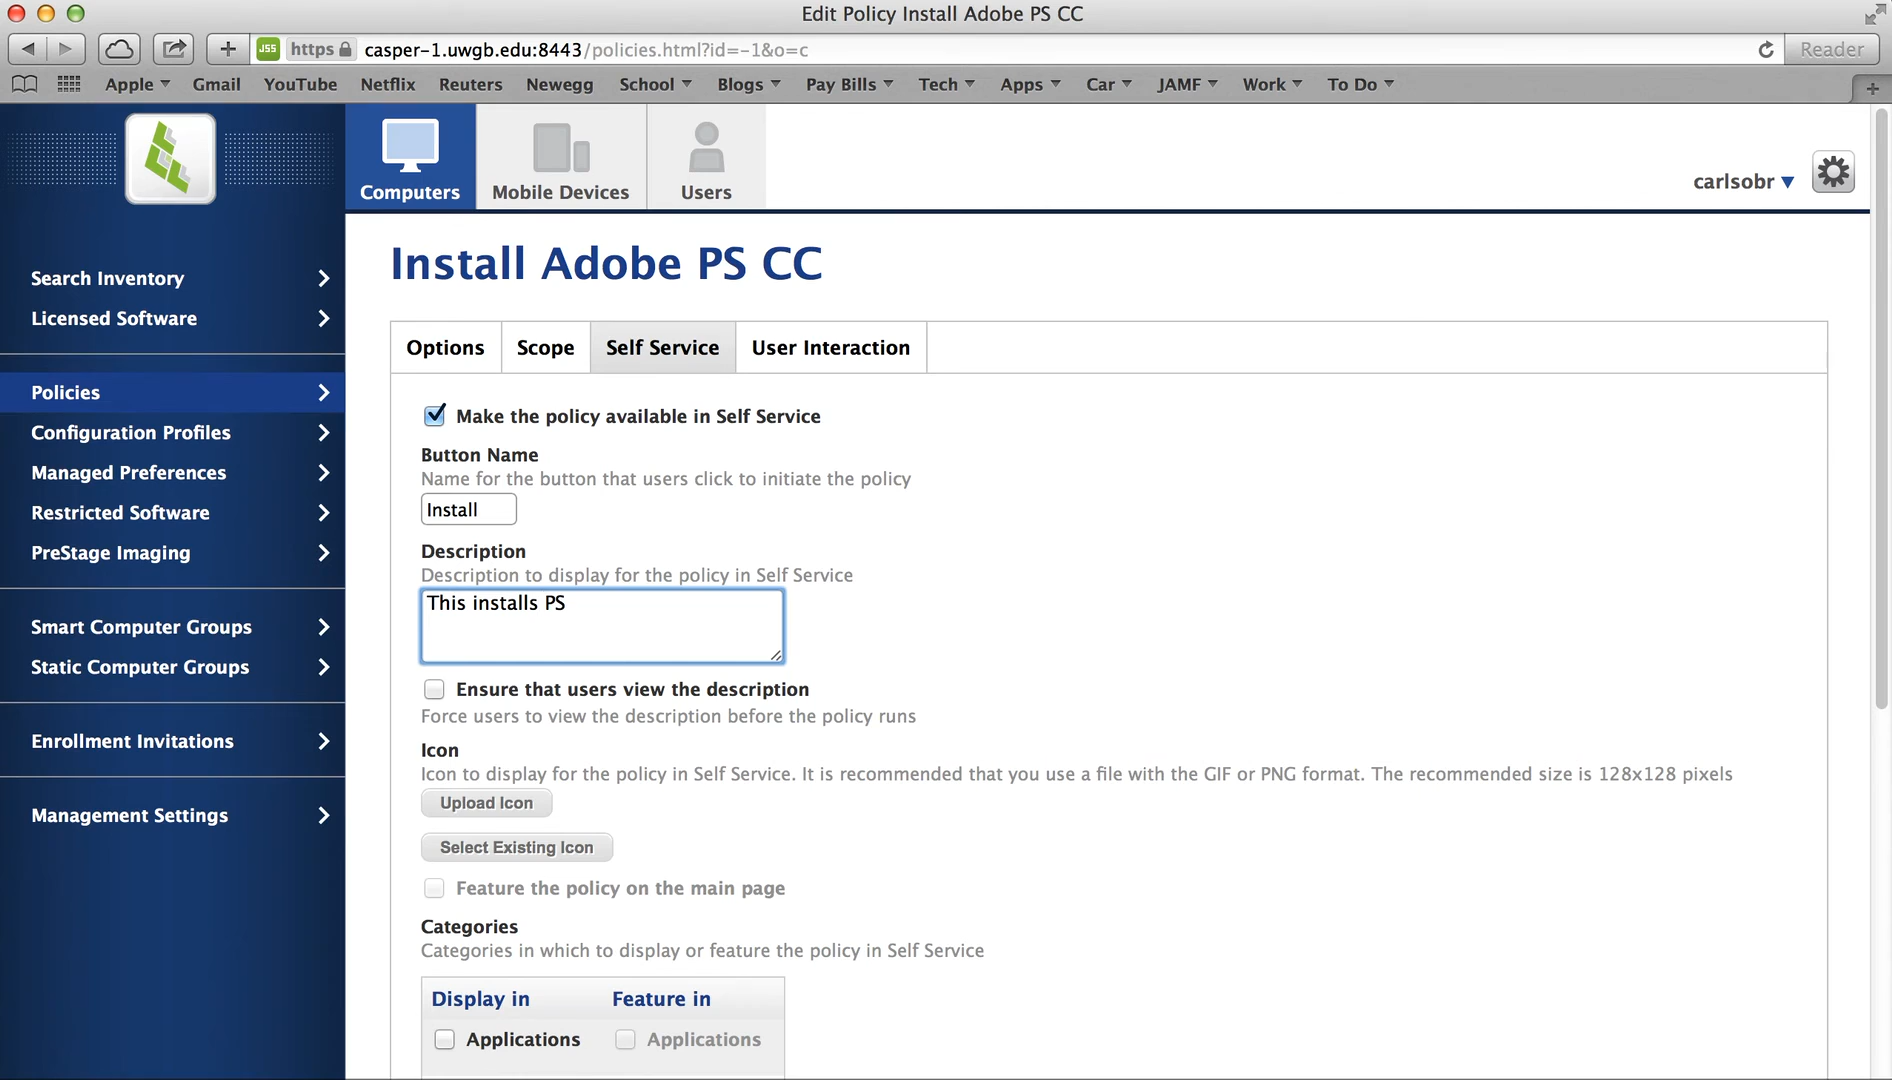 Edit Policy Install Adobe PS CC
JSS https casper-1.uwgb.edu:8443/policies.html?id=-1&o=c Reader
Apple Gmail YouTube Netflix Reuters Newegg School Blogs Pay Bills Tech Apps Car JAMF Work To Do
Computers Mobile Devices Users
carlsobr
Search Inventory
Licensed Software
Policies
Configuration Profiles
Managed Preferences
Restricted Software
PreStage Imaging
Smart Computer Groups
Static Computer Groups
Enrollment Invitations
Management Settings
Install Adobe PS CC
Options Scope Self Service User Interaction
Make the policy available in Self Service
Button Name
Name for the button that users click to initiate the policy
Install
Description
Description to display for the policy in Self Service
This installs PS
Ensure that users view the description
Force users to view the description before the policy runs
Icon
Icon to display for the policy in Self Service. It is recommended that you use a file with the GIF or PNG format. The recommended size is 128x128 pixels
Upload Icon
Select Existing Icon
Feature the policy on the main page
Categories
Categories in which to display or feature the policy in Self Service
Display in Feature in
Applications Applications